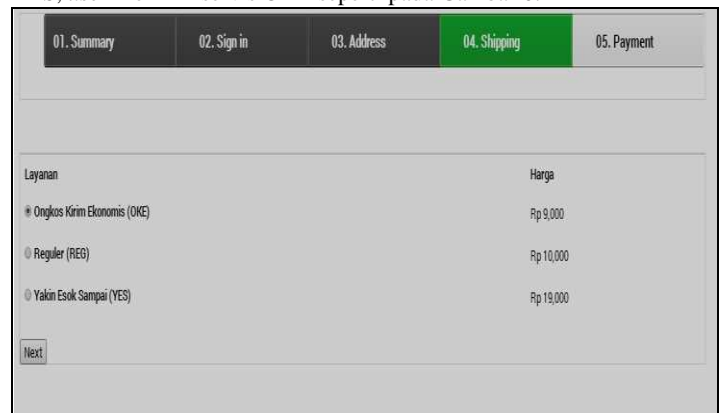 01. Summary 02. Sign in 03. Address 04. Shipping 05. Payment
Layanan Harga
Ongkos Kirim Ekonomis (OKE) Rp 9,000
Reguler (REG) Rp 10,000
Yakin Esok Sampai (YES) Rp 19,000
Next